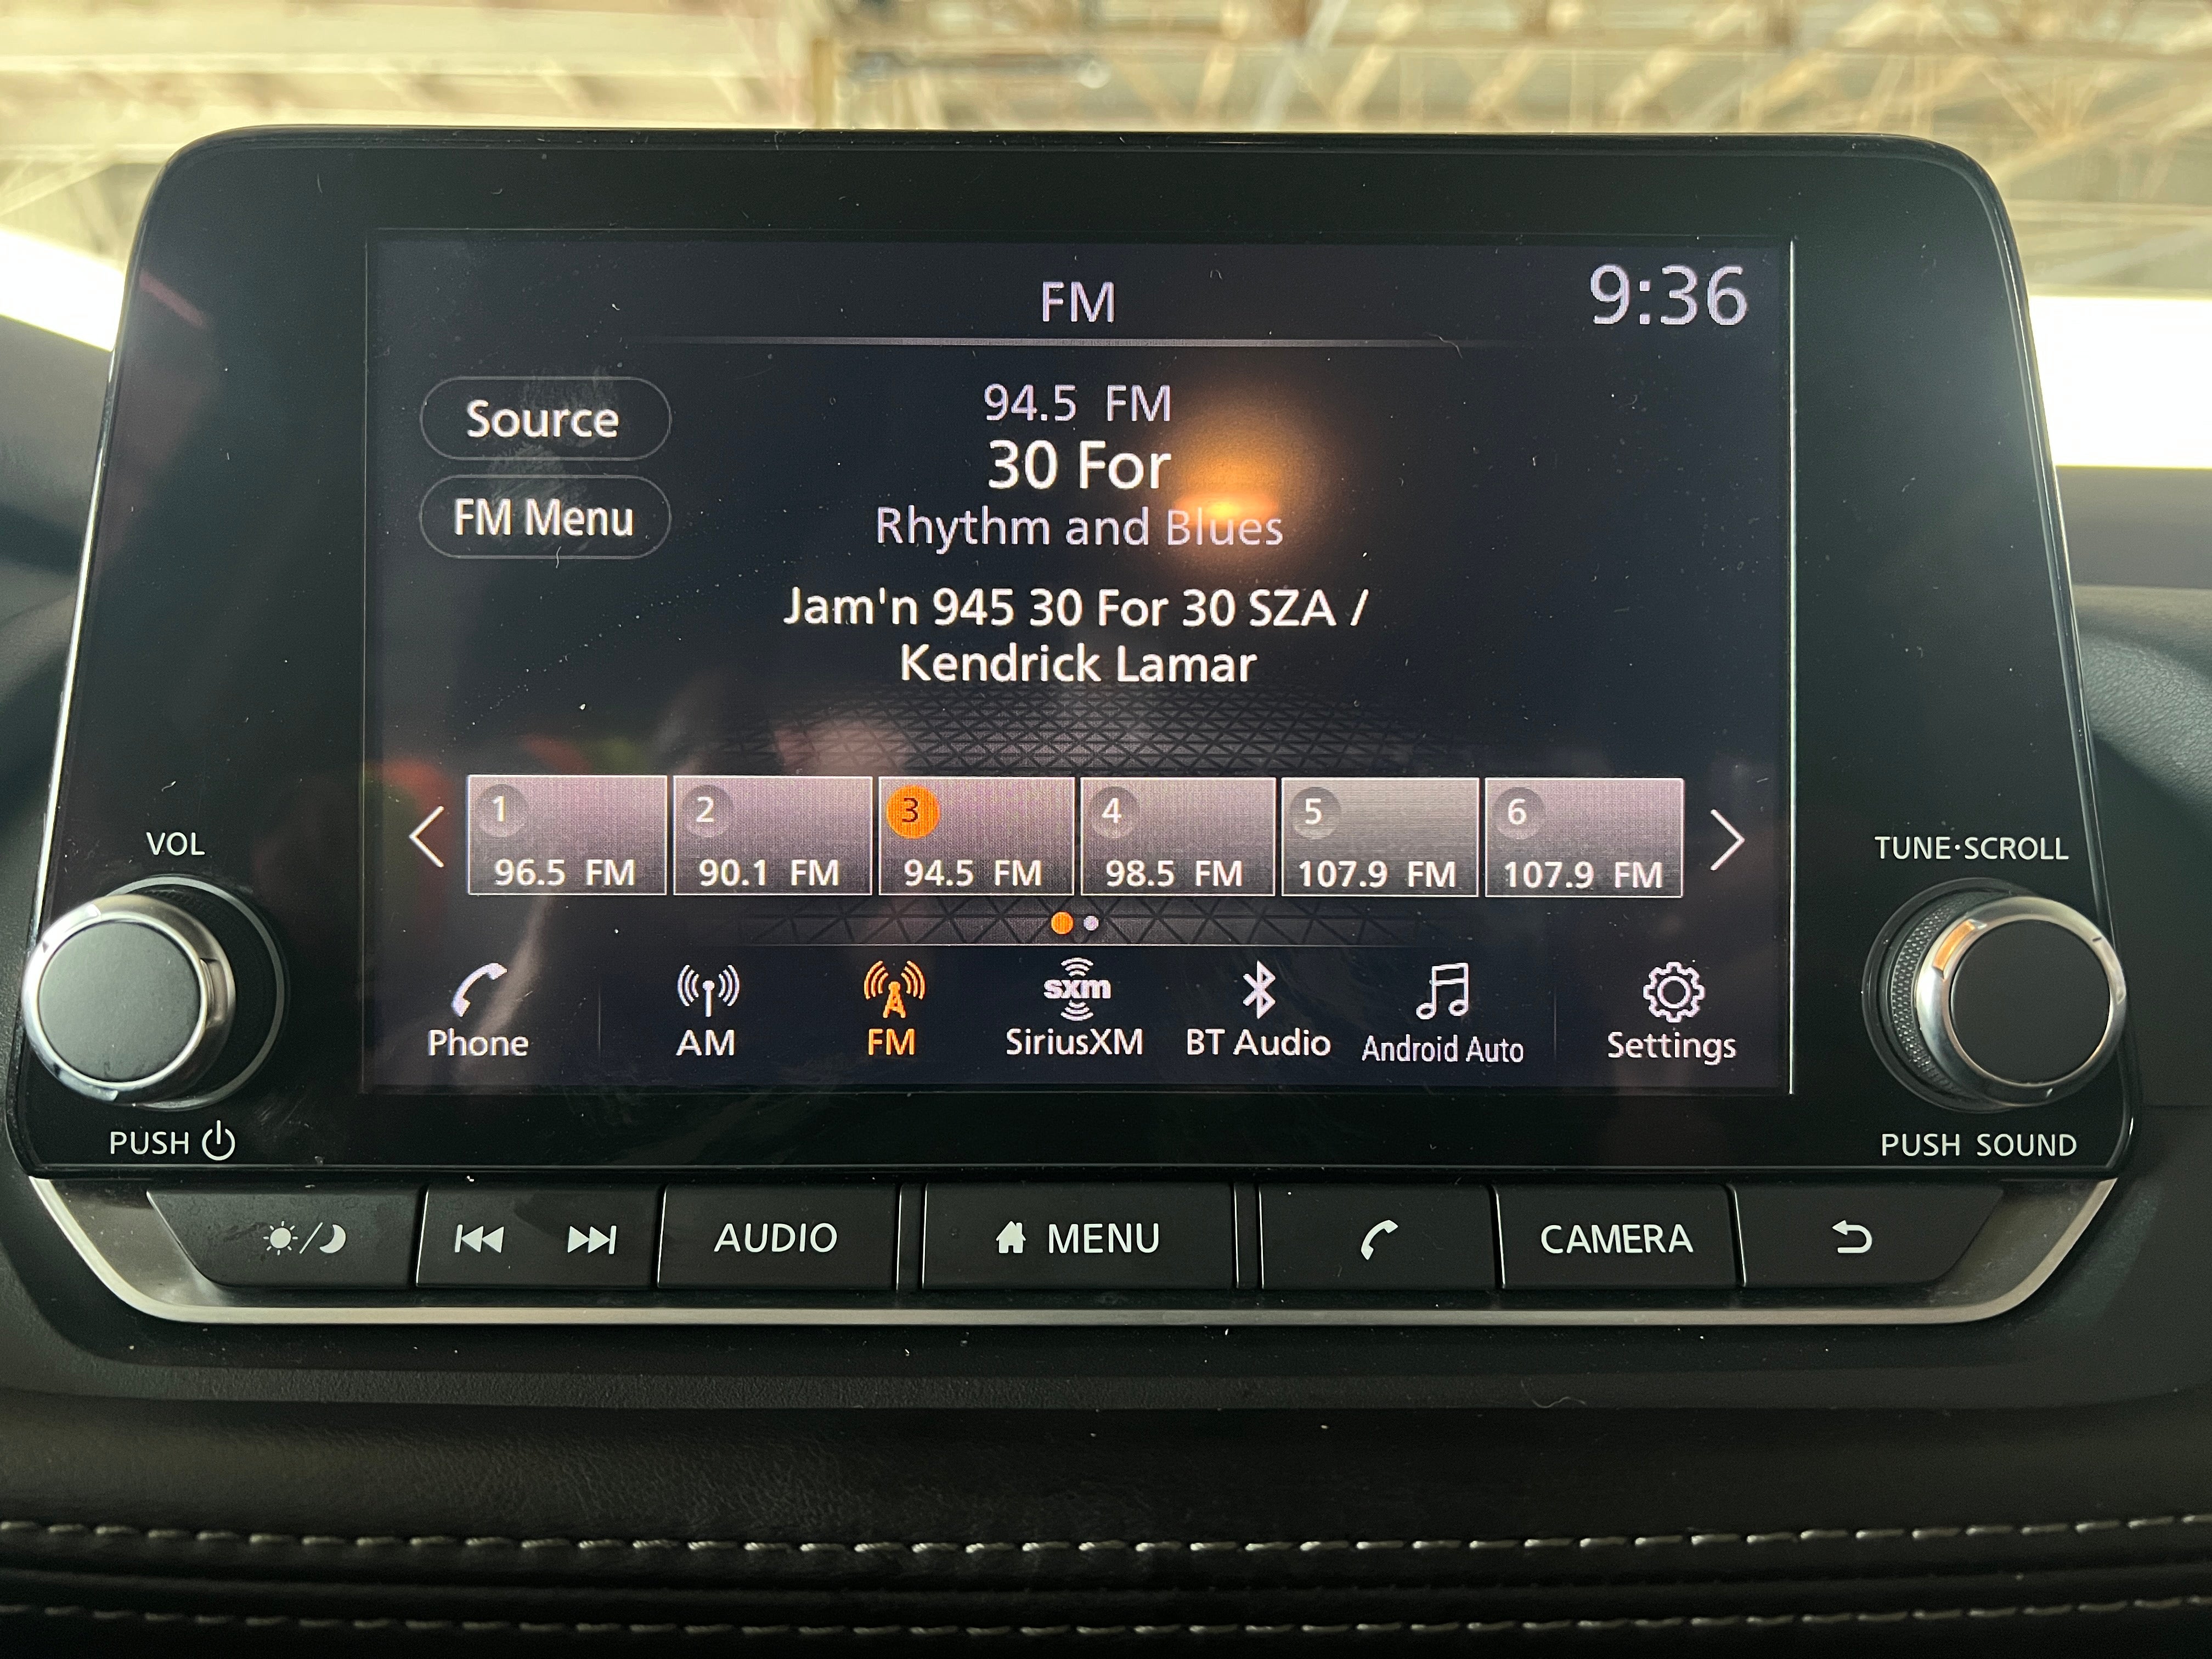 FM
9:36
Source
94.5 FM
30 For
FM Menu
Rhythm and Blues
Jam'n 945 30 For 30 SZA /
Kendrick Lamar
1 2 3 4 5 6
96.5 FM 90.1 FM 94.5 FM 98.5 FM 107.9 FM 107.9 FM
VOL
TUNE·SCROLL
sxm
Phone AM FM SiriusXM BT Audio Android Auto Settings
PUSH
PUSH SOUND
AUDIO MENU CAMERA